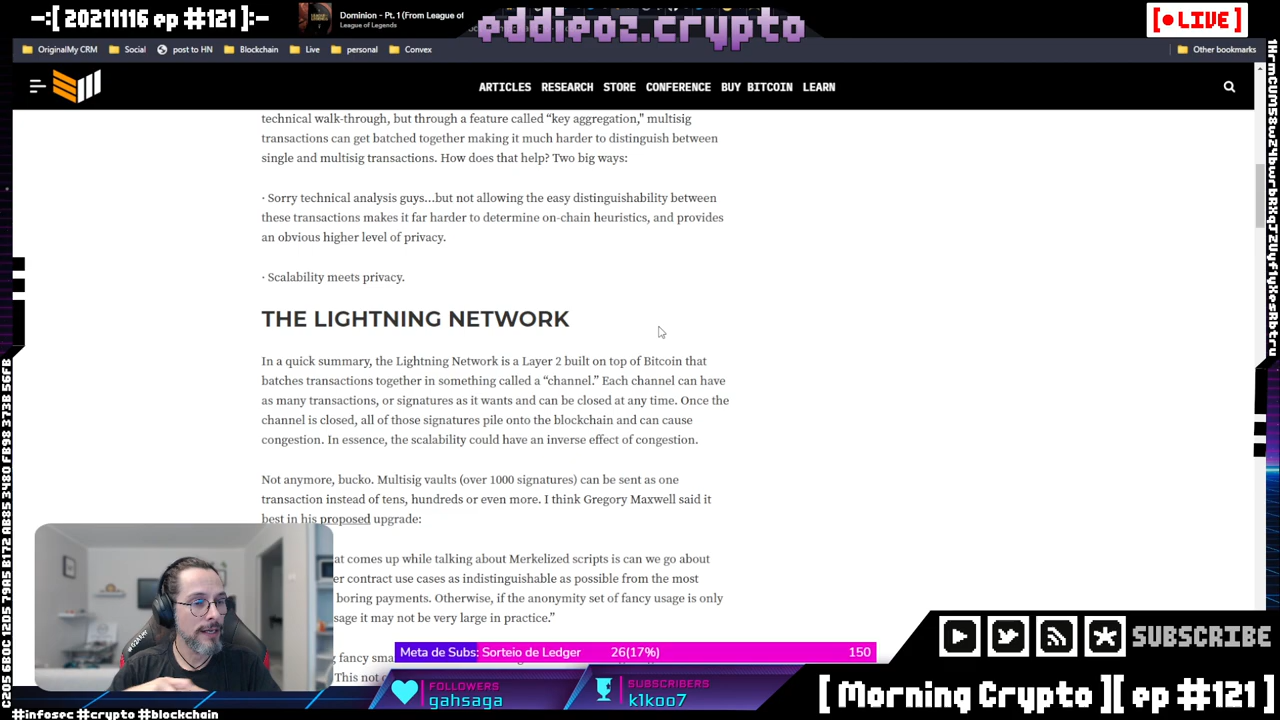 -:[ 20211116 ep #121 ]:-
Dominion - Pt. 1 (From League of
League of Legends
eddieoz.crypto
[● LIVE ]
OriginalMy CRM
Social
post to HN
Blockchain
Live
personal
Convex
Other bookmarks
ARTICLES RESEARCH STORE CONFERENCE BUY BITCOIN LEARN
technical walk-through, but through a feature called “key aggregation,” multisig
transactions can get batched together making it much harder to distinguish between
single and multisig transactions. How does that help? Two big ways:
· Sorry technical analysis guys…but not allowing the easy distinguishability between
these transactions makes it far harder to determine on-chain heuristics, and provides
an obvious higher level of privacy.
· Scalability meets privacy.
THE LIGHTNING NETWORK
In a quick summary, the Lightning Network is a Layer 2 built on top of Bitcoin that
batches transactions together in something called a “channel.” Each channel can have
as many transactions, or signatures as it wants and can be closed at any time. Once the
channel is closed, all of those signatures pile onto the blockchain and can cause
congestion. In essence, the scalability could have an inverse effect of congestion.
Not anymore, bucko. Multisig vaults (over 1000 signatures) can be sent as one
transaction instead of tens, hundreds or even more. I think Gregory Maxwell said it
best in his proposed upgrade:
at comes up while talking about Merkelized scripts is can we go about
er contract use cases as indistinguishable as possible from the most
boring payments. Otherwise, if the anonymity set of fancy usage is only
sage it may not be very large in practice.”
fancy
This not
Meta de Subs: Sorteio de Ledger 26(17%) 150
FOLLOWERS
gahsaga
SUBSCRIBERS
k1koo7
SUBSCRIBE
[ Morning Crypto ][ ep #121 ]
#infosec #crypto #blockchain
C505 6B0C 12D5 79A5 B172 AB85 3480 FB98 373B 56FB